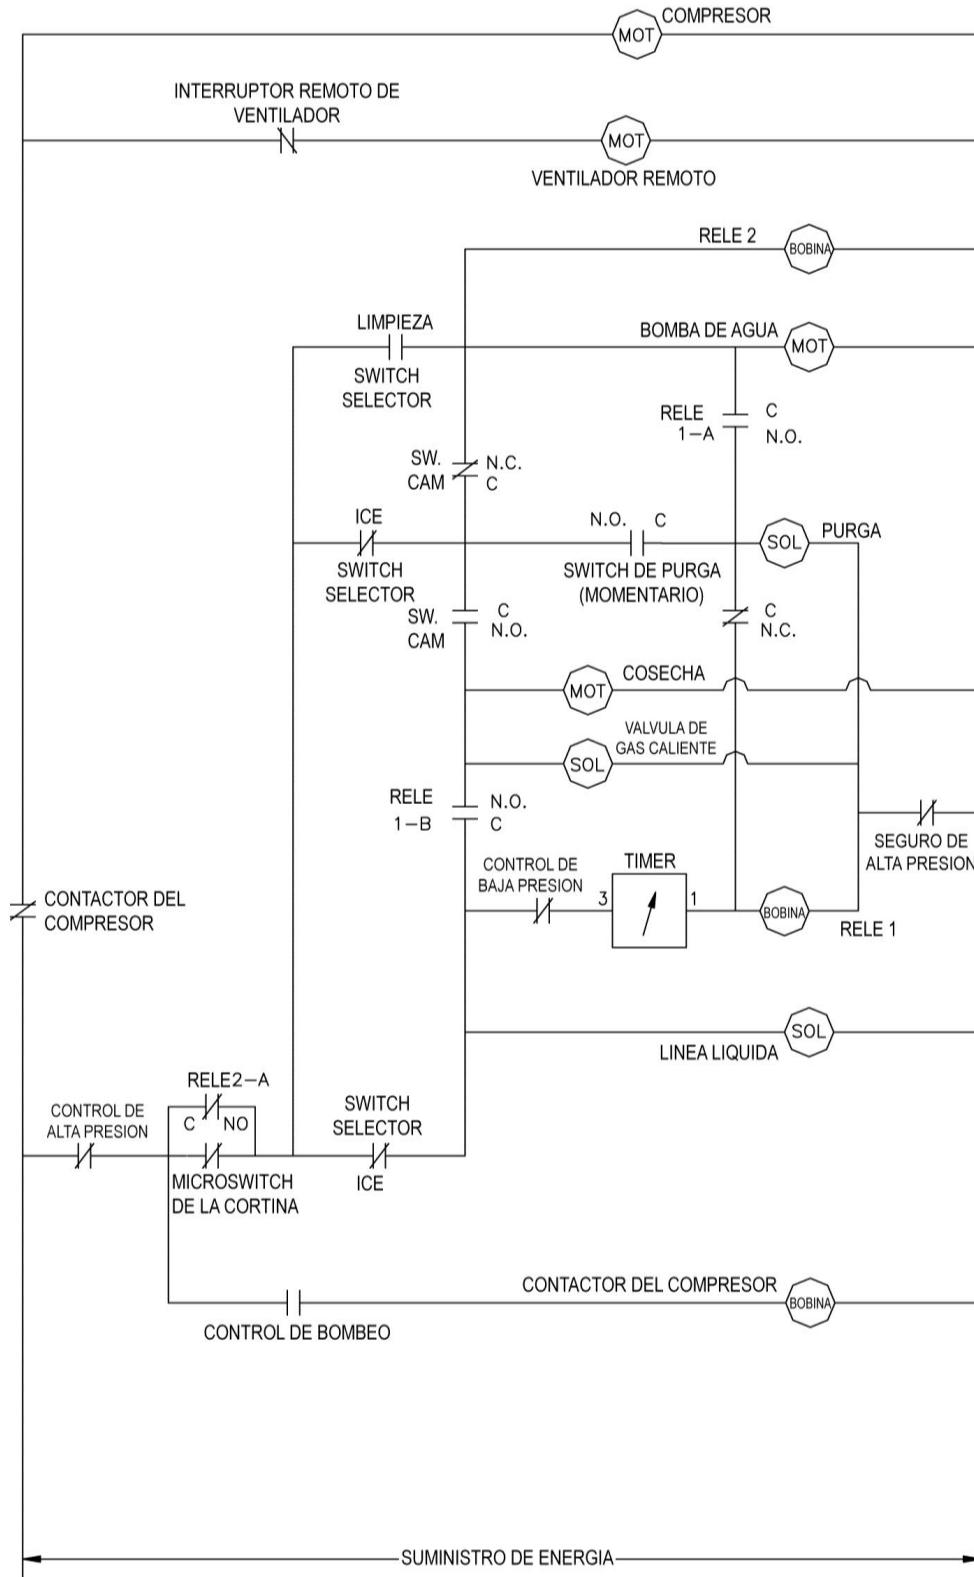 COMPRESOR
MOT
INTERRUPTOR REMOTO DE
VENTILADOR
MOT
VENTILADOR REMOTO
RELE 2
BOBINA
LIMPIEZA
SWITCH
SELECTOR
BOMBA DE AGUA
MOT
RELE
1-A
C
N.O.
SW.
CAM
N.C.
C
ICE
SWITCH
SELECTOR
N.O. C
SWITCH DE PURGA
(MOMENTARIO)
SOL
PURGA
SW.
CAM
C
N.O.
C
N.C.
MOT
COSECHA
VALVULA DE
GAS CALIENTE
SOL
RELE
1-B
N.O.
C
SEGURO DE
ALTA PRESION
CONTROL DE
BAJA PRESION
TIMER
3
1
BOBINA
RELE 1
CONTACTOR DEL
COMPRESOR
SOL
LINEA LIQUIDA
RELE2-A
C NO
CONTROL DE
ALTA PRESION
MICROSWITCH
DE LA CORTINA
SWITCH
SELECTOR
ICE
CONTACTOR DEL COMPRESOR
BOBINA
CONTROL DE BOMBEO
SUMINISTRO DE ENERGIA